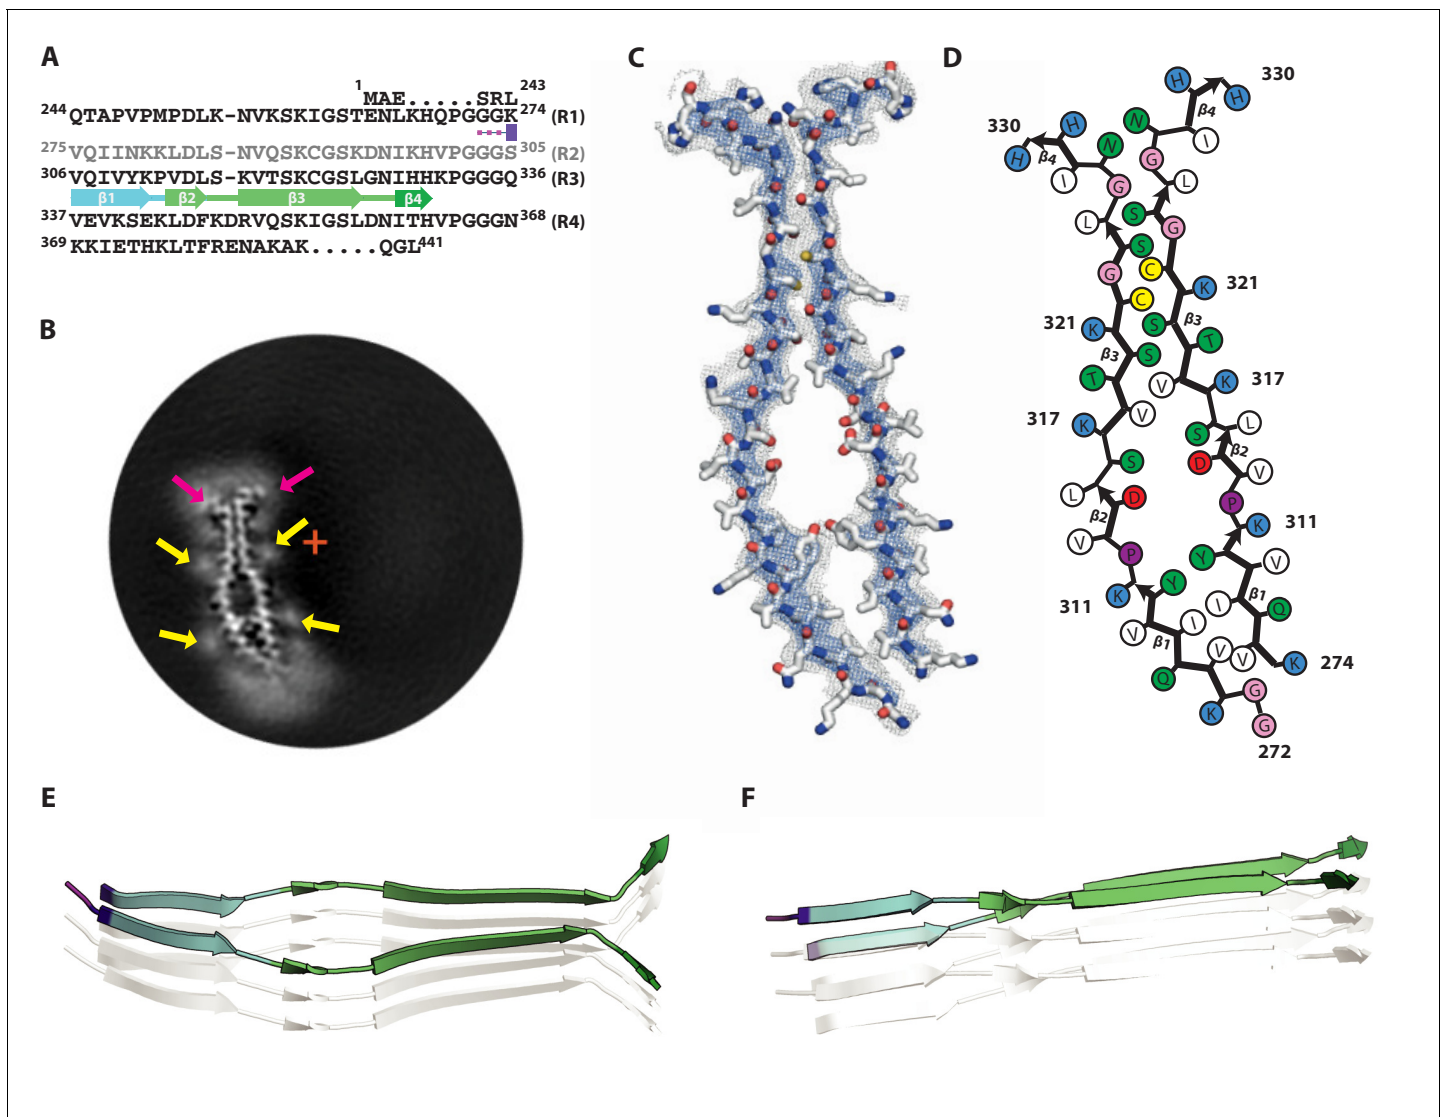 A
1MAE.....SRL243
244QTAPVPMPDLK-NVKSKIGSTENLKHQPGGGK274 (R1)
275VQIINKKLDLS-NVQSKCGSKDNIKHVPGGGS305 (R2)
306VQIVYKPVDLS-KVTSKCGSLGNIHHKPGGGQ336 (R3)
β1 β2 β3 β4
337VEVKSEKLDFKDRVQSKIGSLDNITHVPGGGN368 (R4)
369KKIETHKLTFRENAKAK.....QGL441
B
C
D
H 330
H
330 H
β4
N
H
β4
N
I
G
I
G
L
L
S
S
G
C
G
K 321
C
321 K
S
β3
T
β3
S
T
V
K 317
V
317 K
S
L
β2
S
D
V
L
D
P
β2
K 311
V
P
Y
V
Y
311 K
I
β1
Q
V
I
β1
V
V
K 274
Q
G
K
G
272
E
F